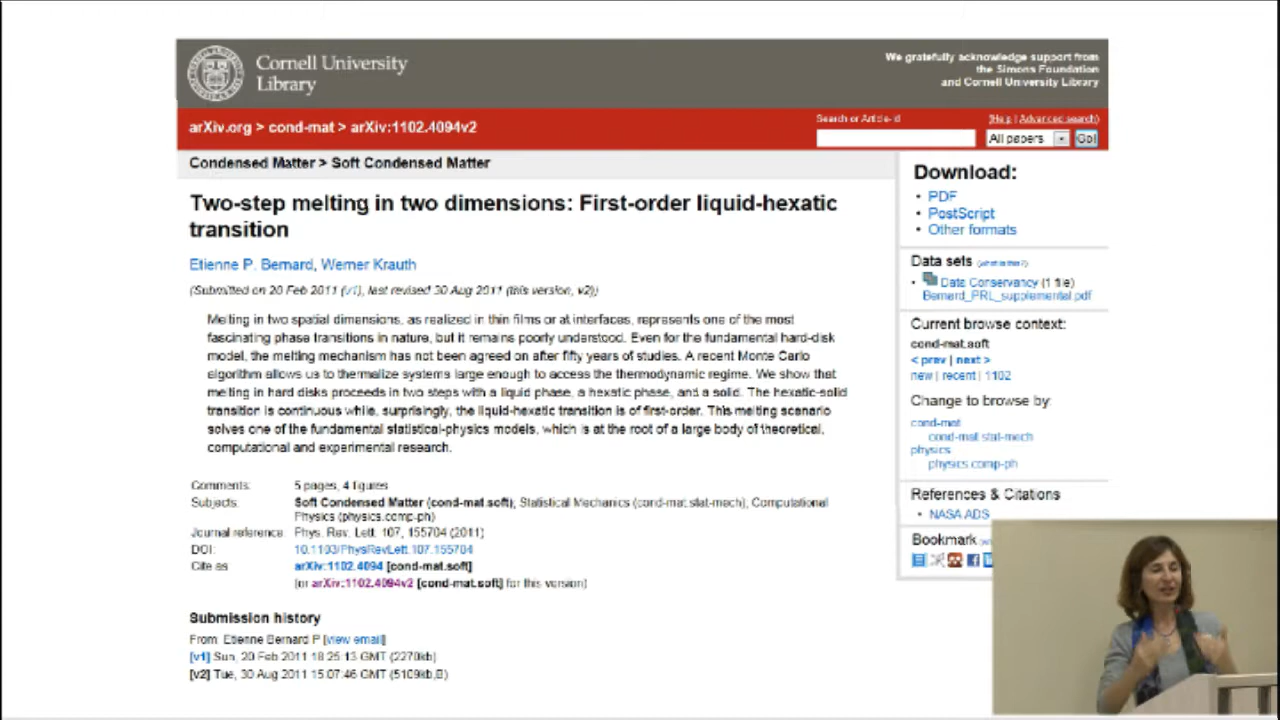 Cornell University
Library
We gratefully acknowledge support from
the Simons Foundation
and Cornell University Library
arXiv.org > cond-mat > arXiv:1102.4094v2
Search or Article-id
(Help | Advanced search)
All papers
Go!
Condensed Matter > Soft Condensed Matter
Two-step melting in two dimensions: First-order liquid-hexatic
transition
Etienne P. Bernard, Werner Krauth
(Submitted on 20 Feb 2011 (v1), last revised 30 Aug 2011 (this version, v2))
Melting in two spatial dimensions, as realized in thin films or at interfaces, represents one of the most
fascinating phase transitions in nature, but it remains poorly understood. Even for the fundamental hard-disk
model, the melting mechanism has not been agreed on after fifty years of studies. A recent Monte Carlo
algorithm allows us to thermalize systems large enough to access the thermodynamic regime. We show that
melting in hard disks proceeds in two steps with a liquid phase, a hexatic phase, and a solid. The hexatic-solid
transition is continuous while, surprisingly, the liquid-hexatic transition is of first-order. This melting scenario
solves one of the fundamental statistical-physics models, which is at the root of a large body of theoretical,
computational and experimental research.
Comments: 5 pages, 4 figures
Subjects: Soft Condensed Matter (cond-mat.soft); Statistical Mechanics (cond-mat.stat-mech); Computational
Physics (physics.comp-ph)
Journal reference: Phys. Rev. Lett. 107, 155704 (2011)
DOI: 10.1103/PhysRevLett.107.155704
Cite as: arXiv:1102.4094 [cond-mat.soft]
(or arXiv:1102.4094v2 [cond-mat.soft] for this version)
Submission history
From: Etienne Bernard P [view email]
[v1] Sun, 20 Feb 2011 18:25:13 GMT (2270kb)
[v2] Tue, 30 Aug 2011 15:07:46 GMT (5109kb,D)
Download:
• PDF
• PostScript
• Other formats
Data sets (what is this?)
• Data Conservancy (1 file)
Bernard_PRL_supplemental.pdf
Current browse context:
cond-mat.soft
< prev | next >
new | recent | 1102
Change to browse by:
cond-mat
cond-mat.stat-mech
physics
physics.comp-ph
References & Citations
• NASA ADS
Bookmark